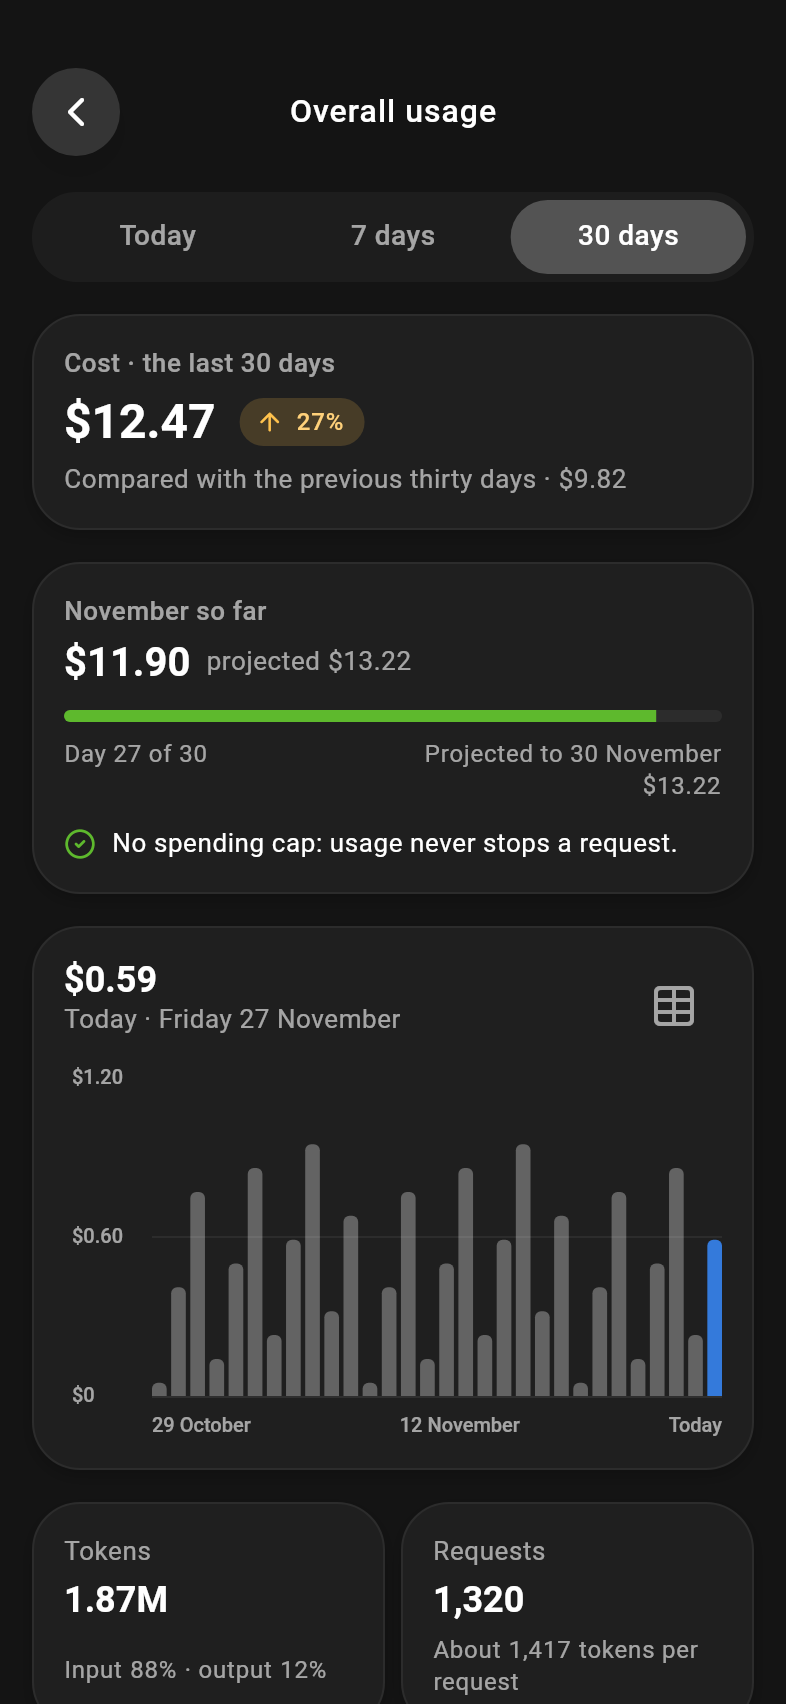 Overall usage
Today
7 days
30 days
Cost · the last 30 days
$12.47
27%
Compared with the previous thirty days · $9.82
November so far
$11.90 projected $13.22
Day 27 of 30
Projected to 30 November
$13.22
No spending cap: usage never stops a request.
$0.59
Today · Friday 27 November
$1.20
$0.60
$0
29 October
12 November
Today
Tokens
1.87M
Input 88% · output 12%
Requests
1,320
About 1,417 tokens per
request